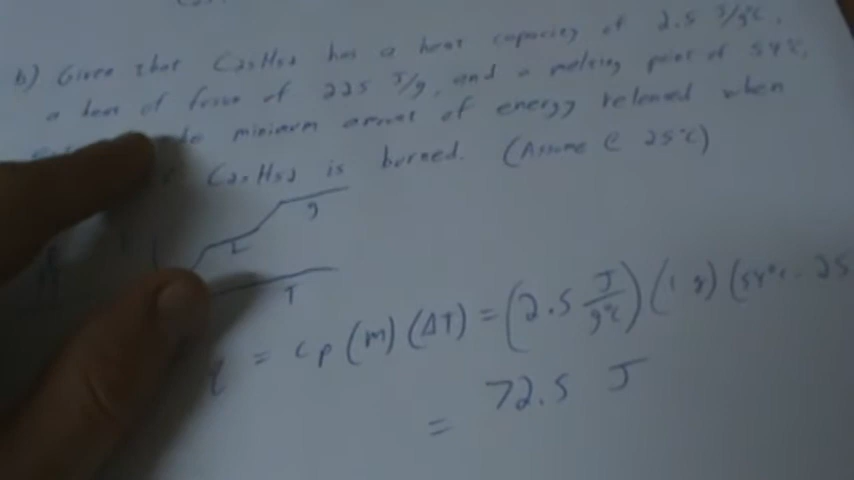 b) Given that C25H52 has a heat capacity of 2.5 J/g°C,
a heat of fusion of 225 J/g, and a melting point of 54°C,
minimum amount of energy released when
C25H52 is burned. (Assume @ 25°C)
g
L
T
q = Cp (m) (ΔT) = (2.5 J/g°C) (1 g) (54°C - 25
= 72.5 J